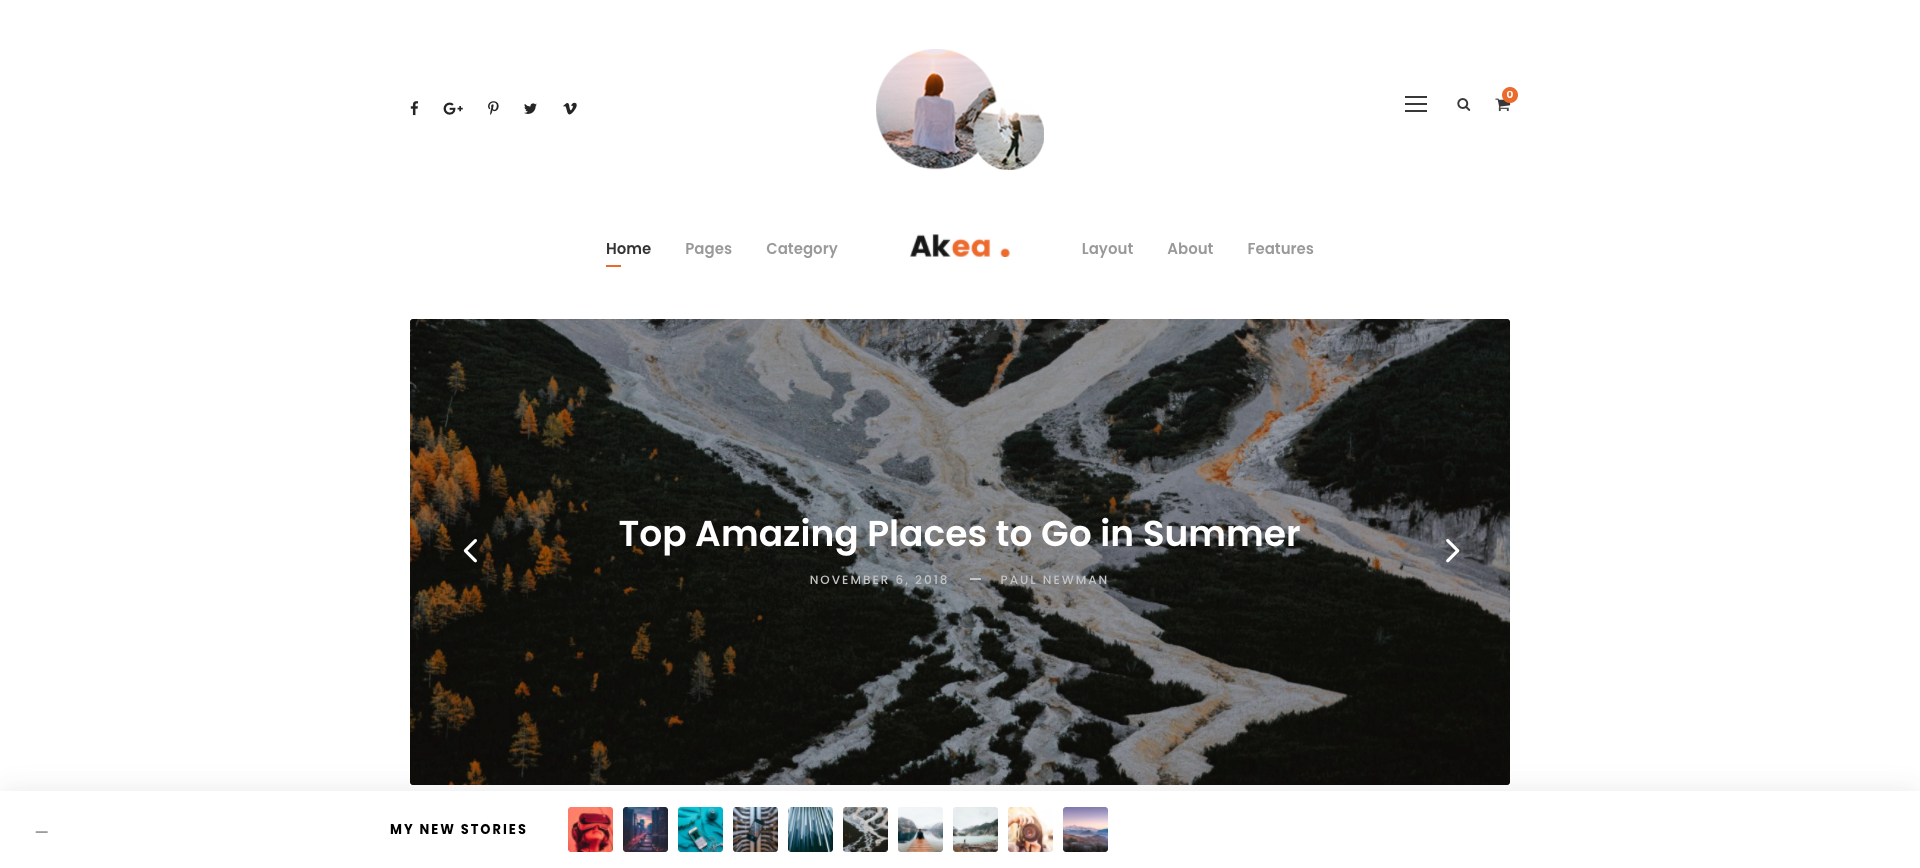 0
Home Pages Category Akea . Layout About Features
Top Amazing Places to Go in Summer
NOVEMBER 6, 2018 — PAUL NEWMAN
MY NEW STORIES